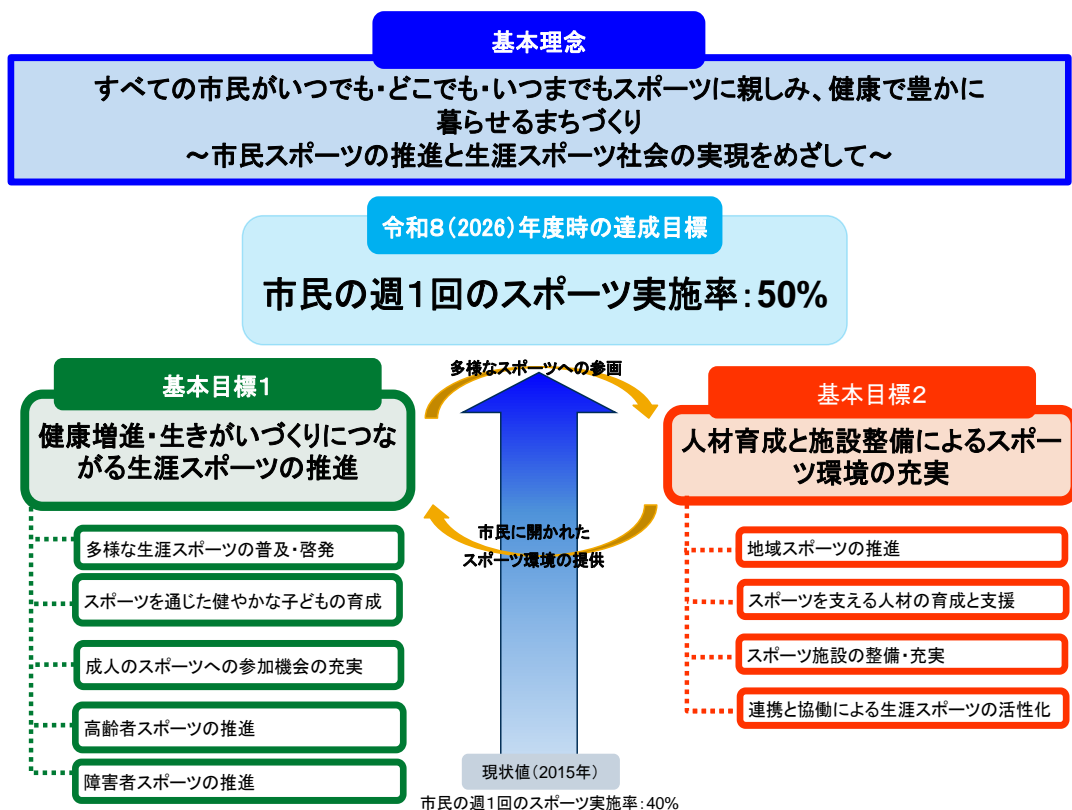 基本理念
すべての市民がいつでも・どこでも・いつまでもスポーツに親しみ、健康で豊かに
暮らせるまちづくり
～市民スポーツの推進と生涯スポーツ社会の実現をめざして～
令和8(2026)年度時の達成目標
市民の週1回のスポーツ実施率:50%
多様なスポーツへの参画
基本目標1
健康増進・生きがいづくりにつな
がる生涯スポーツの推進
多様な生涯スポーツの普及・啓発
スポーツを通じた健やかな子どもの育成
成人のスポーツへの参加機会の充実
高齢者スポーツの推進
障害者スポーツの推進
市民に開かれた
スポーツ環境の提供
基本目標2
人材育成と施設整備によるスポー
ツ環境の充実
地域スポーツの推進
スポーツを支える人材の育成と支援
スポーツ施設の整備・充実
連携と協働による生涯スポーツの活性化
現状値(2015年)
市民の週1回のスポーツ実施率:40%